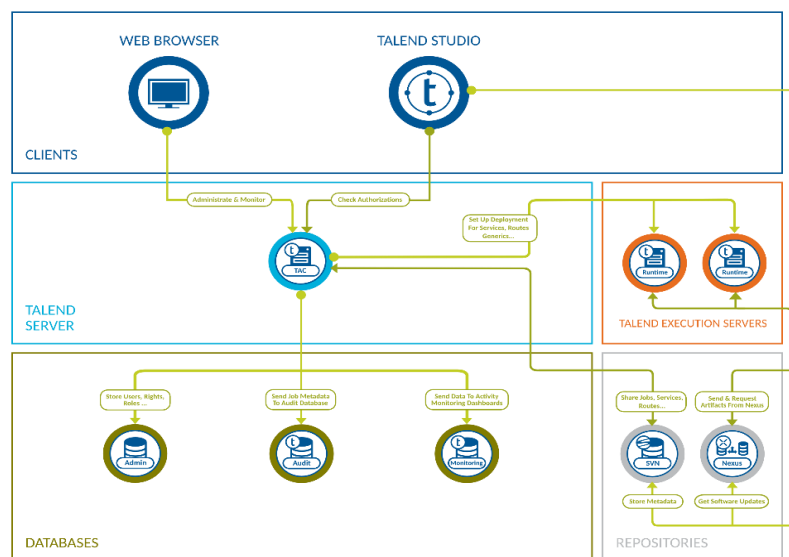 WEB BROWSER
TALEND STUDIO
t
CLIENTS
Administrate & Monitor
Check Authorizations
Set Up Deployment
For Services, Routes
Generics...
t
TAC
t
Runtime
t
Runtime
TALEND
SERVER
TALEND EXECUTION SERVERS
Store Users, Rights,
Roles ...
Send Job Metadata
To Audit Database
Send Data To Activity
Monitoring Dashboards
Share Jobs, Services,
Routes...
Send & Request
Artifacts From Nexus
Admin
t
Audit
t
Monitoring
SVN
Nexus
Store Metadata
Get Software Updates
DATABASES
REPOSITORIES